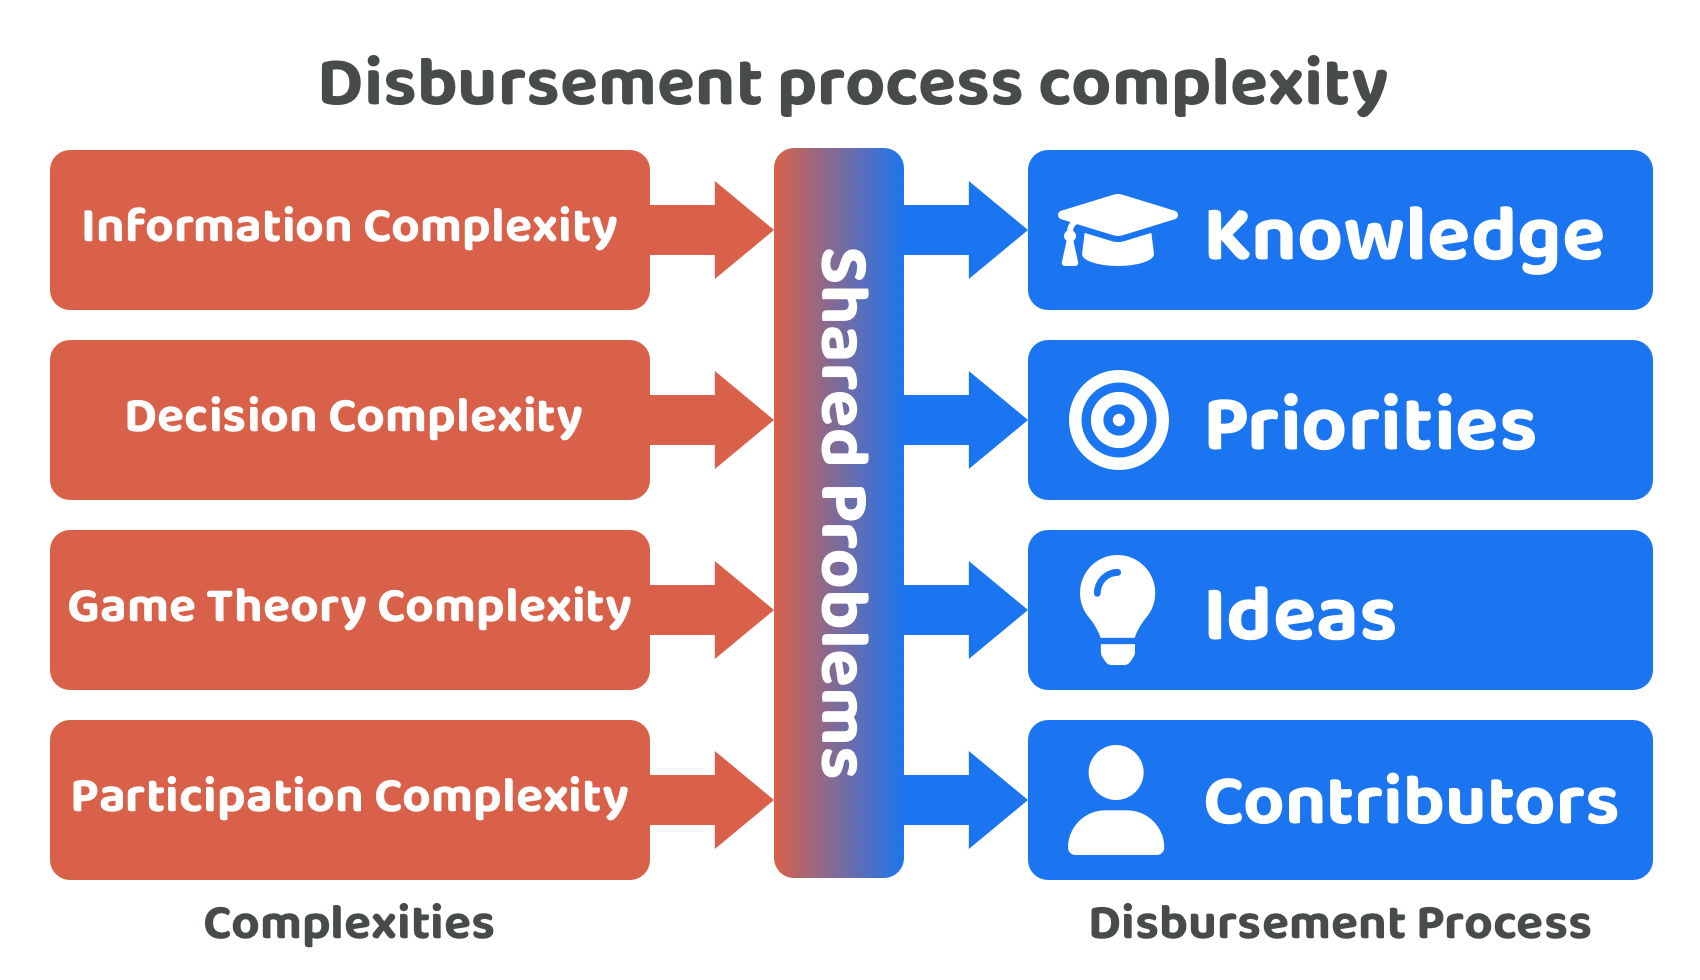 Disbursement process complexity
Information Complexity
Decision Complexity
Game Theory Complexity
Participation Complexity
Complexities
Shared Problems
Knowledge
Priorities
Ideas
Contributors
Disbursement Process